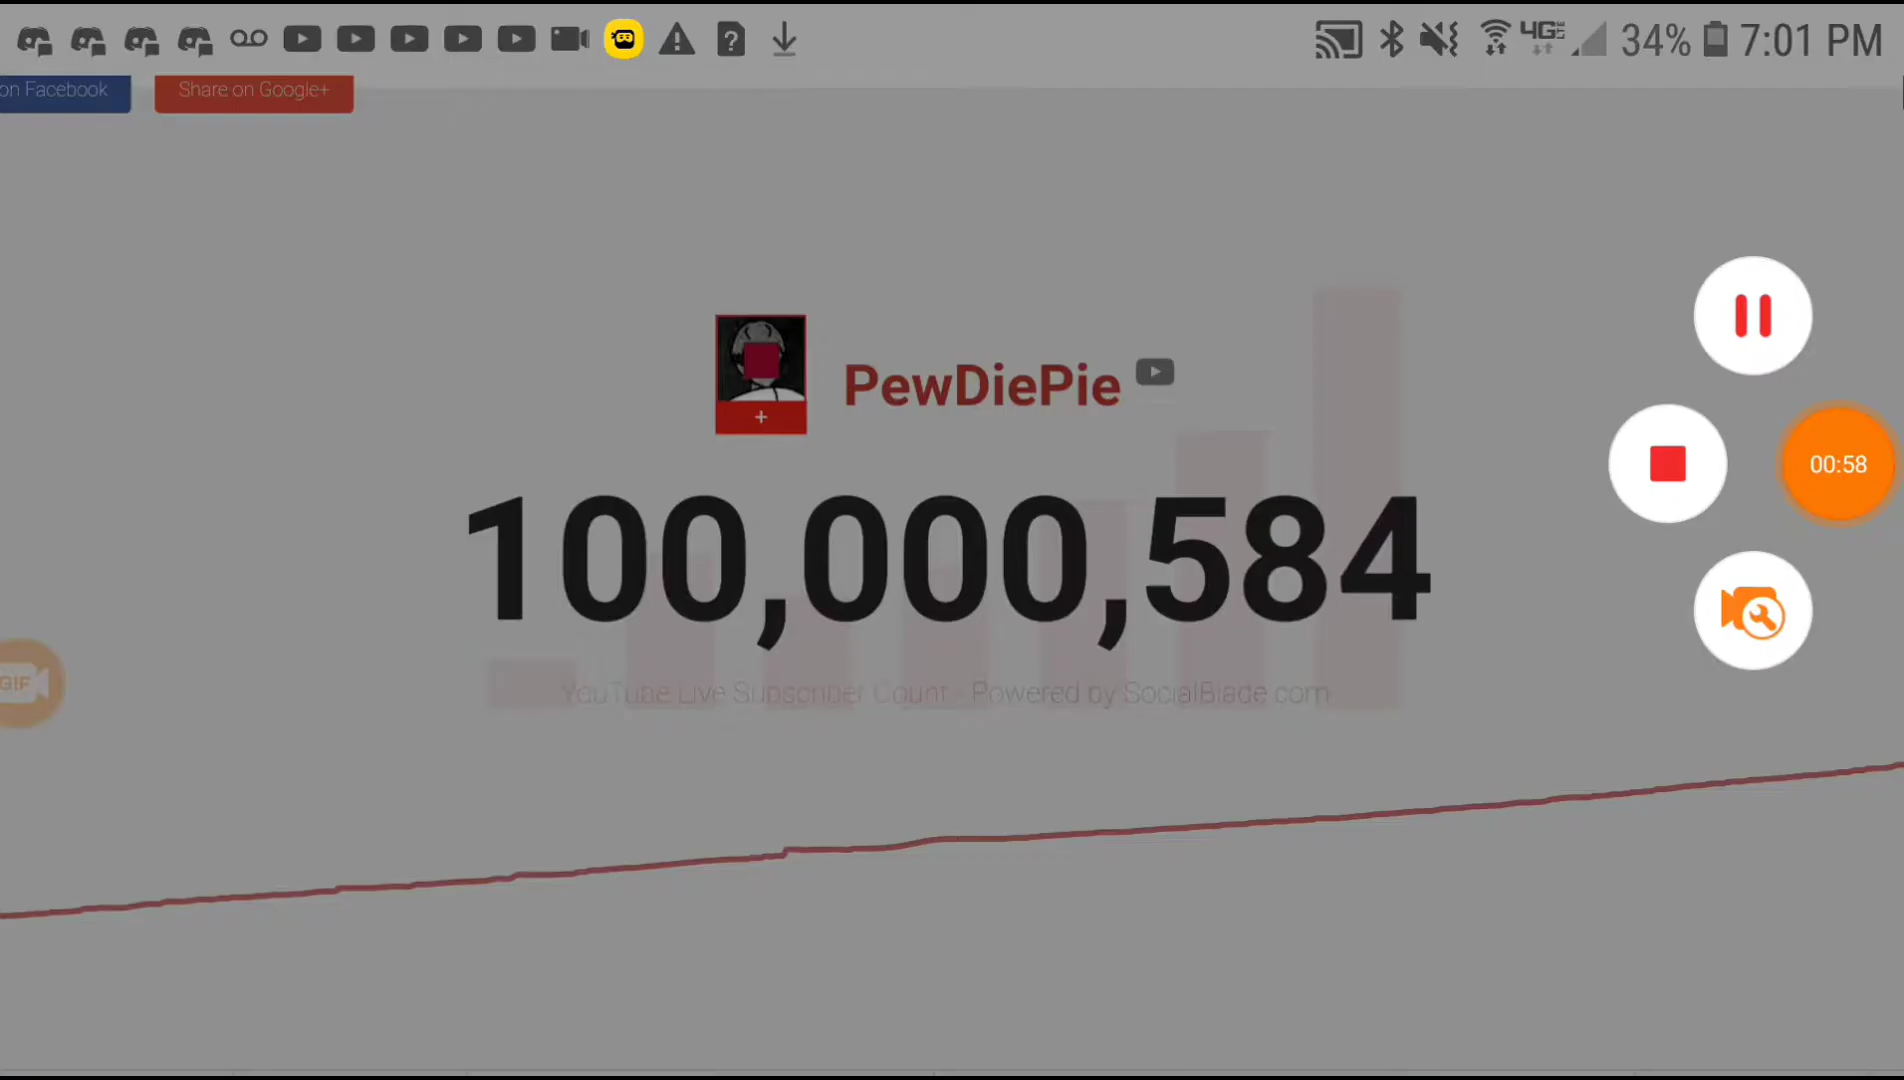 4G 34% 7:01 PM
on Facebook Share on Google+
PewDiePie
+
100,000,584
00:58
GIF
YouTube Live Subscriber Count - Powered by SocialBlade.com